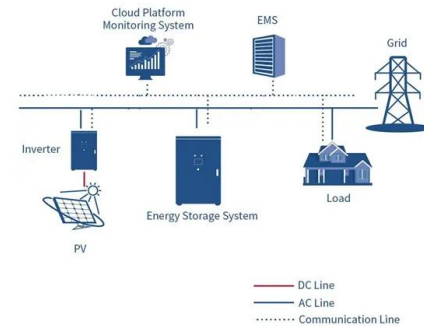 Cloud Platform
Monitoring System
EMS
Grid
Inverter
Energy Storage System
Load
PV
DC Line
AC Line
Communication Line